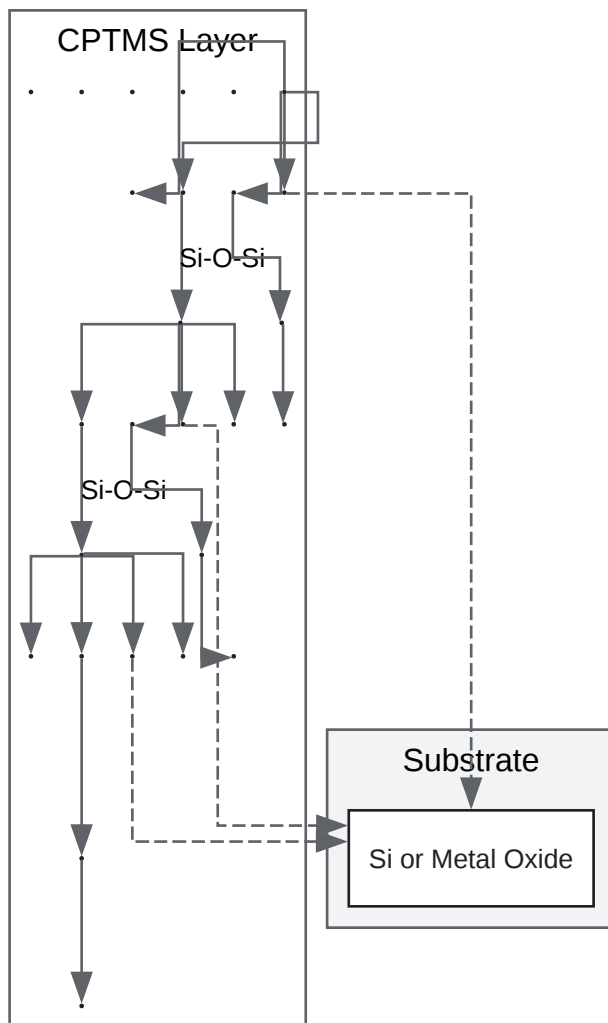 CPTMS Layer
Si-O-Si
Si-O-Si
Substrate
Si or Metal Oxide